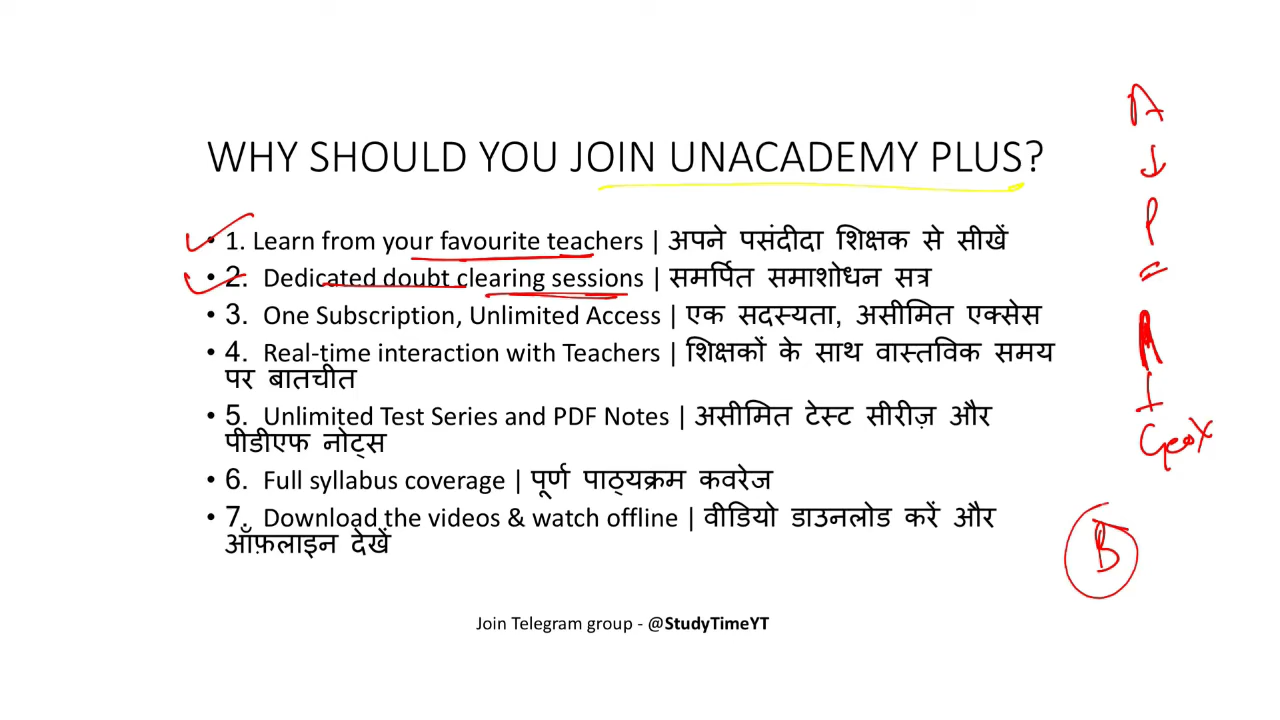 WHY SHOULD YOU JOIN UNACADEMY PLUS?
• 1. Learn from your favourite teachers | अपने पसंदीदा शिक्षक से सीखें
• 2. Dedicated doubt clearing sessions | समर्पित समाशोधन सत्र
• 3. One Subscription, Unlimited Access | एक सदस्यता, असीमित एक्सेस
• 4. Real-time interaction with Teachers | शिक्षकों के साथ वास्तविक समय
पर बातचीत
• 5. Unlimited Test Series and PDF Notes | असीमित टेस्ट सीरीज़ और
पीडीएफ नोट्स
• 6. Full syllabus coverage | पूर्ण पाठ्यक्रम कवरेज
• 7. Download the videos & watch offline | वीडियो डाउनलोड करें और
ऑफ़लाइन देखें
Join Telegram group - @StudyTimeYT
A
↓
P
M
I
B